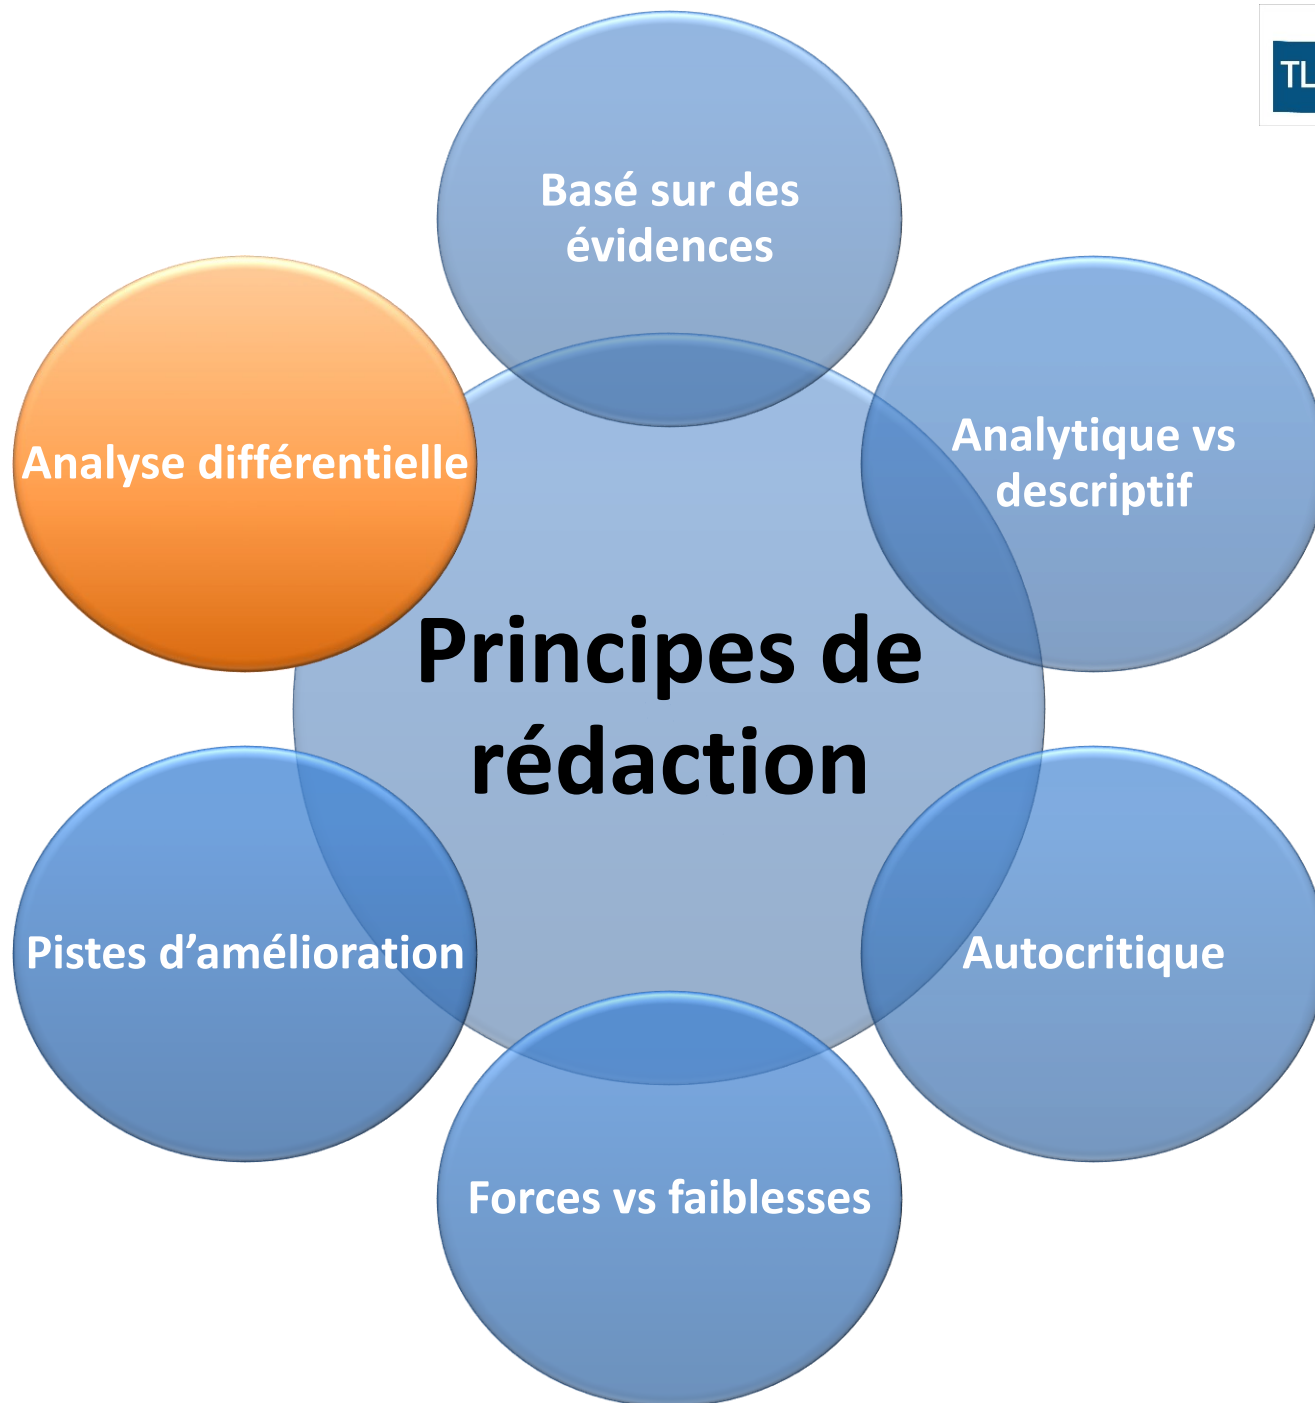 TL
Basé sur des
évidences
Analytique vs
descriptif
Analyse différentielle
Principes de
rédaction
Pistes d’amélioration
Autocritique
Forces vs faiblesses